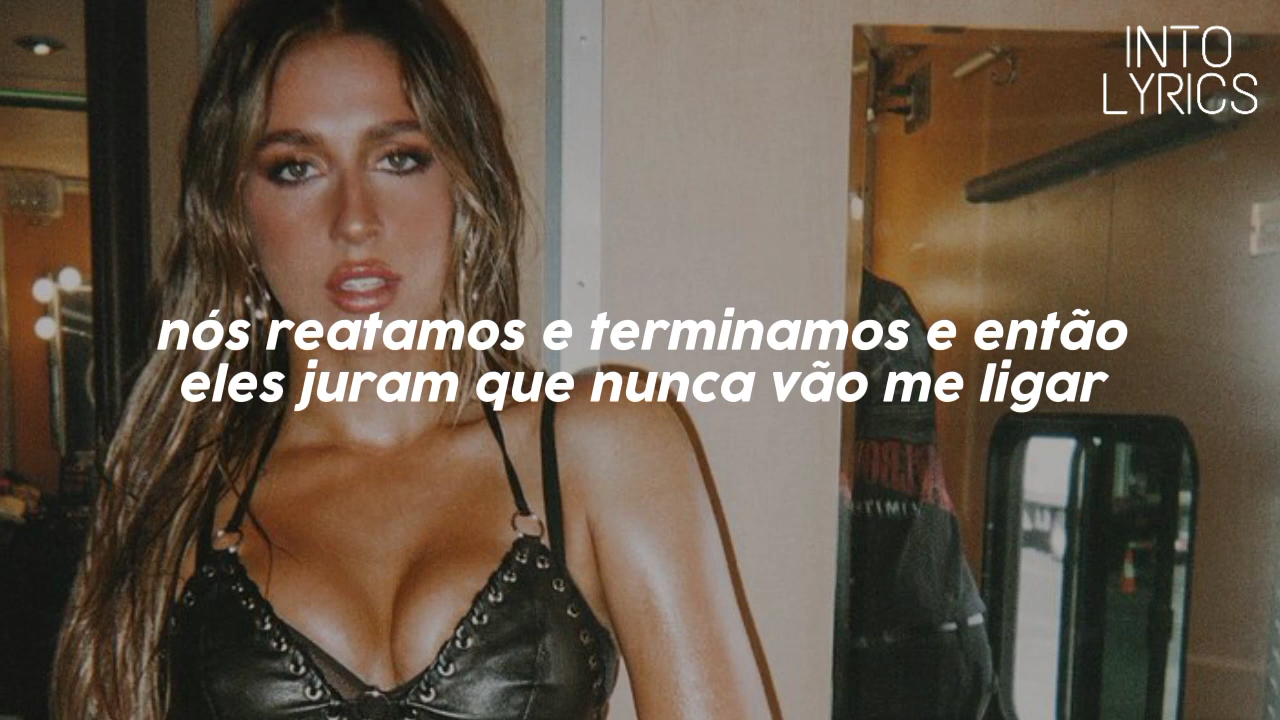 INTO
LYRICS
nós reatamos e terminamos e então
eles juram que nunca vão me ligar